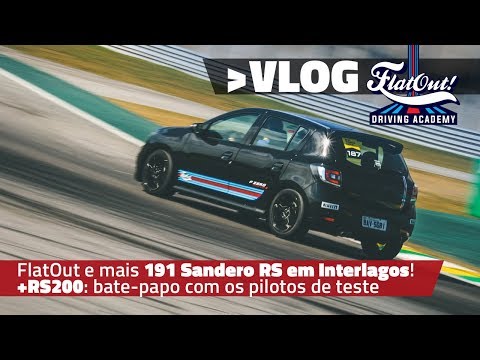 >VLOG
FlatOut!
DRIVING ACADEMY
187
FlatOut e mais 191 Sandero RS em Interlagos!
+RS200: bate-papo com os pilotos de teste